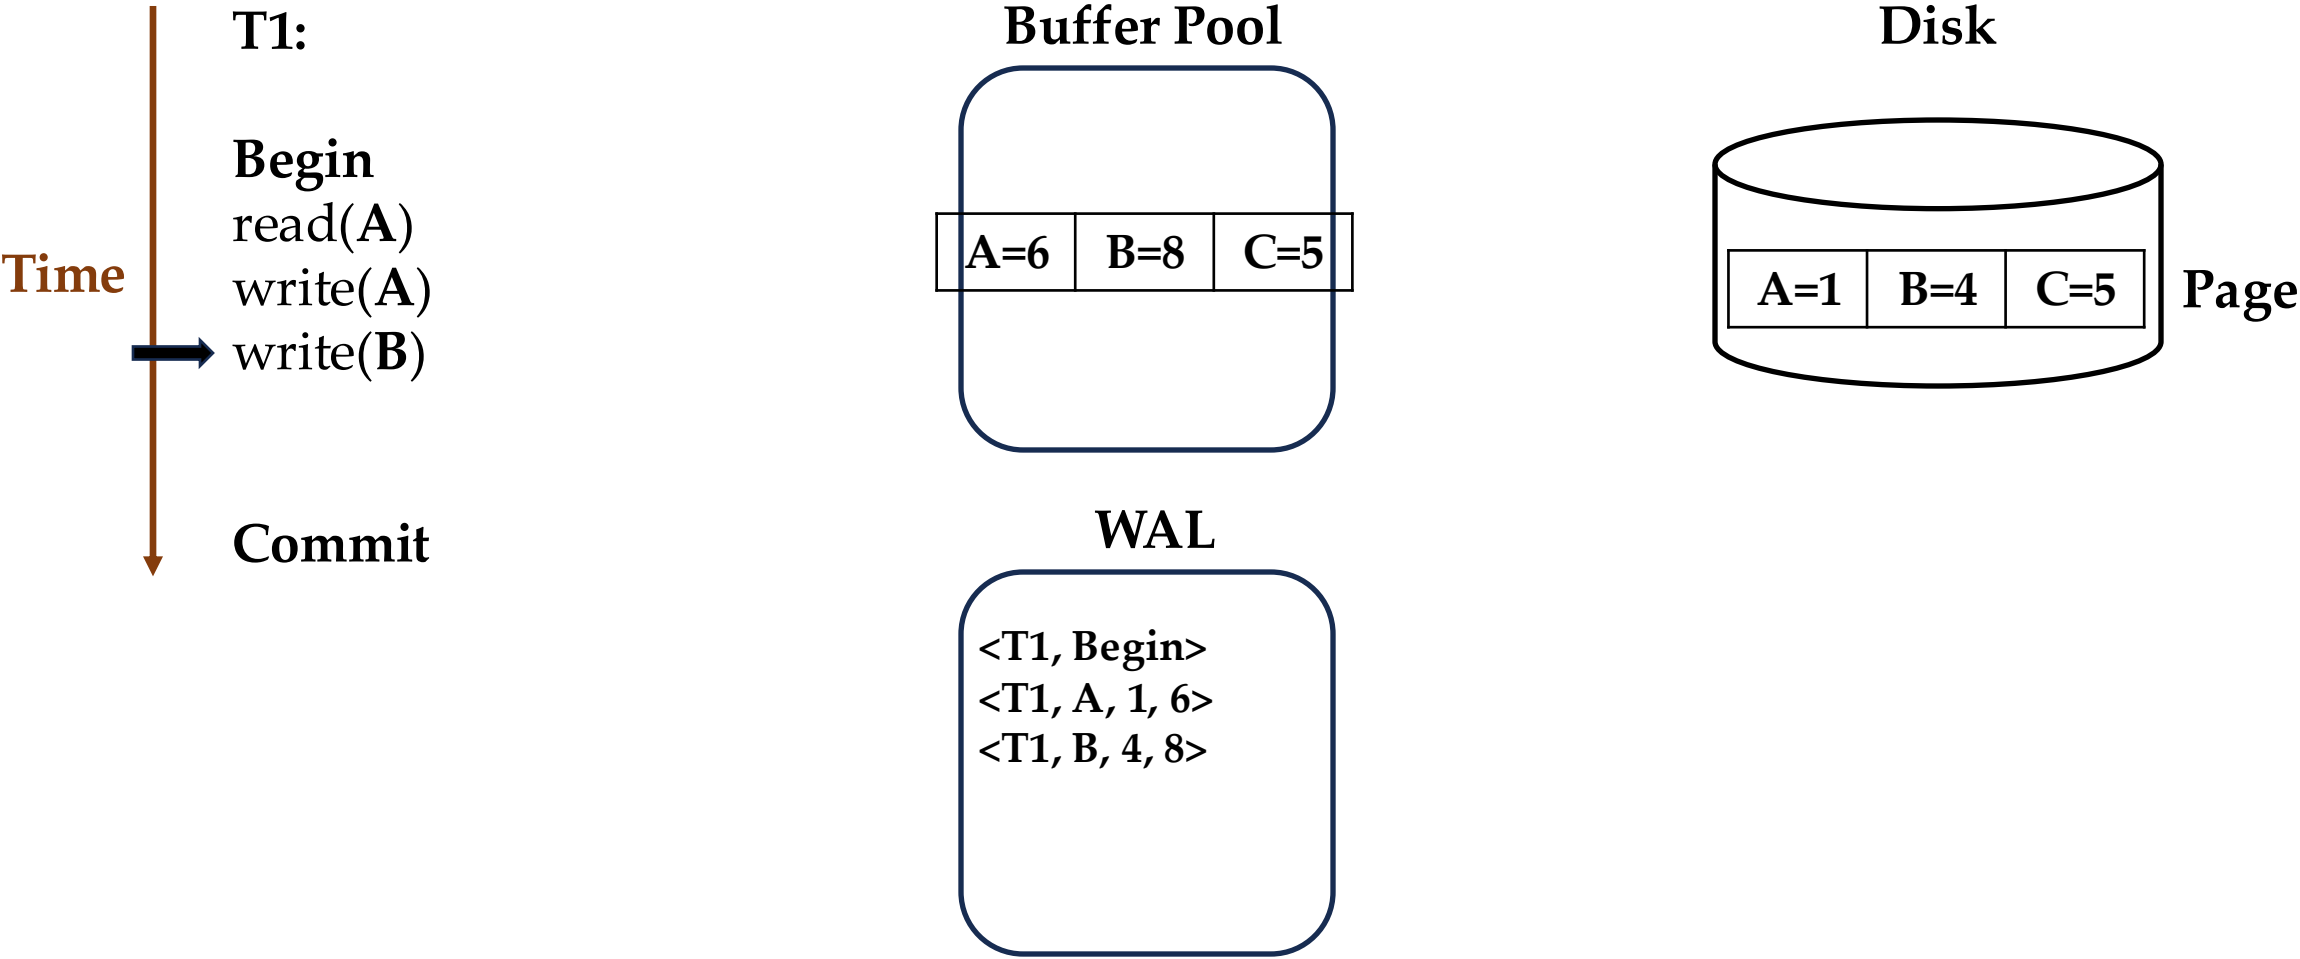 T1:
Begin
read(A)
write(A)
write(B)
Commit
Time
Buffer Pool
A=6 B=8 C=5
WAL
<T1, Begin>
<T1, A, 1, 6>
<T1, B, 4, 8>
Disk
A=1 B=4 C=5
Page